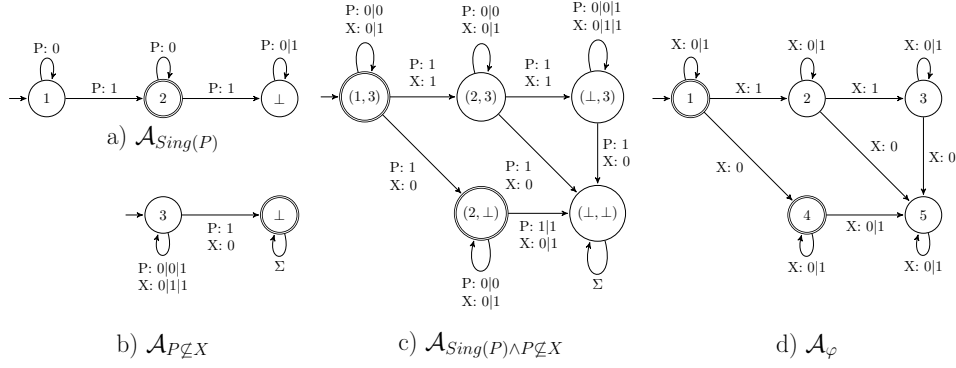 P: 0
P: 0
P: 0|1
1
P: 1
2
P: 1
⊥
a) 𝒜_{Sing(P)}
3
P: 1
X: 0
⊥
P: 0|0|1
X: 0|1|1
Σ
b) 𝒜_{P⊈X}
P: 0|0
X: 0|1
P: 0|0
X: 0|1
P: 0|0|1
X: 0|1|1
(1, 3)
P: 1
X: 1
(2, 3)
P: 1
X: 1
(⊥, 3)
P: 1
X: 0
P: 1
X: 0
P: 1
X: 0
(2, ⊥)
P: 1|1
X: 0|1
(⊥, ⊥)
P: 0|0
X: 0|1
Σ
c) 𝒜_{Sing(P)∧P⊈X}
X: 0|1
X: 0|1
X: 0|1
1
X: 1
2
X: 1
3
X: 0
X: 0
X: 0
4
X: 0|1
5
X: 0|1
X: 0|1
d) 𝒜_φ